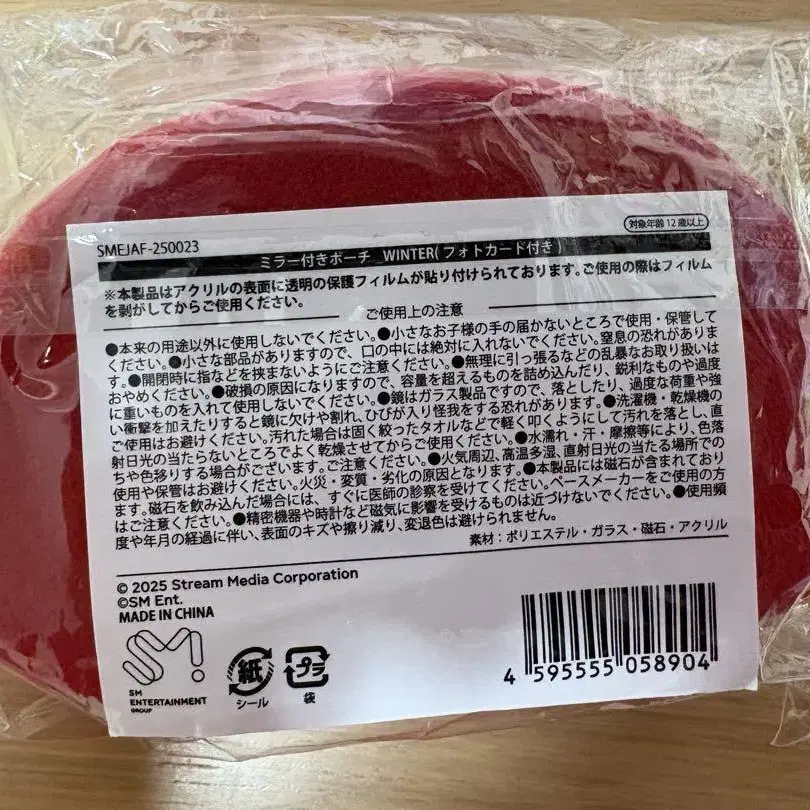 SMEJAF-250023
対象年齢12歳以上
ミラー付きポーチ WINTER(フォトカード付き)
※本製品はアクリルの表面に透明の保護フィルムが貼り付けられております。ご使用の際はフィルム
を剥がしてからご使用ください。
ご使用上の注意
●本来の用途以外に使用しないでください。●小さなお子様の手の届かないところで使用・保管して
ください。●小さな部品がありますので、口の中には絶対に入れないでください。窒息の恐れがありま
す。●開閉時に指などを挟まないようにご注意ください。●無理に引っ張るなどの乱暴なお取り扱いは
おやめください。●破損の原因になりますので、容量を超えるものを詰め込んだり、鋭利なものや過度
に重いものを入れて使用しないでください。●鏡はガラス製品ですので、落としたり、過度な荷重や強
い衝撃を加えたりすると鏡に欠けや割れ、ひびが入り怪我をする恐れがあります。●洗濯機・乾燥機の
ご使用はお避けください。汚れた場合は固く絞ったタオルなどで軽く叩くようにして汚れを落とし、直
射日光の当たらないところでよく乾燥させてからご使用ください。●水濡れ・汗・摩擦等により、色落
ちや色移りする場合がございます。ご注意ください。●火気周辺、高温多湿、直射日光の当たる場所での
使用や保管はお避けください。火災・変質・劣化の原因となります。●本製品には磁石が含まれておりま
す。磁石を飲み込んだ場合には、すぐに医師の診察を受けてください。ペースメーカーをご使用の方
はご注意ください。●精密機器や時計など磁気に影響を受けるものは近づけないでください。●使用頻
度や年月の経過に伴い、表面のキズや擦り減り、変退色は避けられません。
素材：ポリエステル・ガラス・磁石・アクリル
© 2025 Stream Media Corporation
©SM Ent.
MADE IN CHINA
SM
ENTERTAINMENT
GROUP
紙
シール
プラ
袋
4 595555 058904